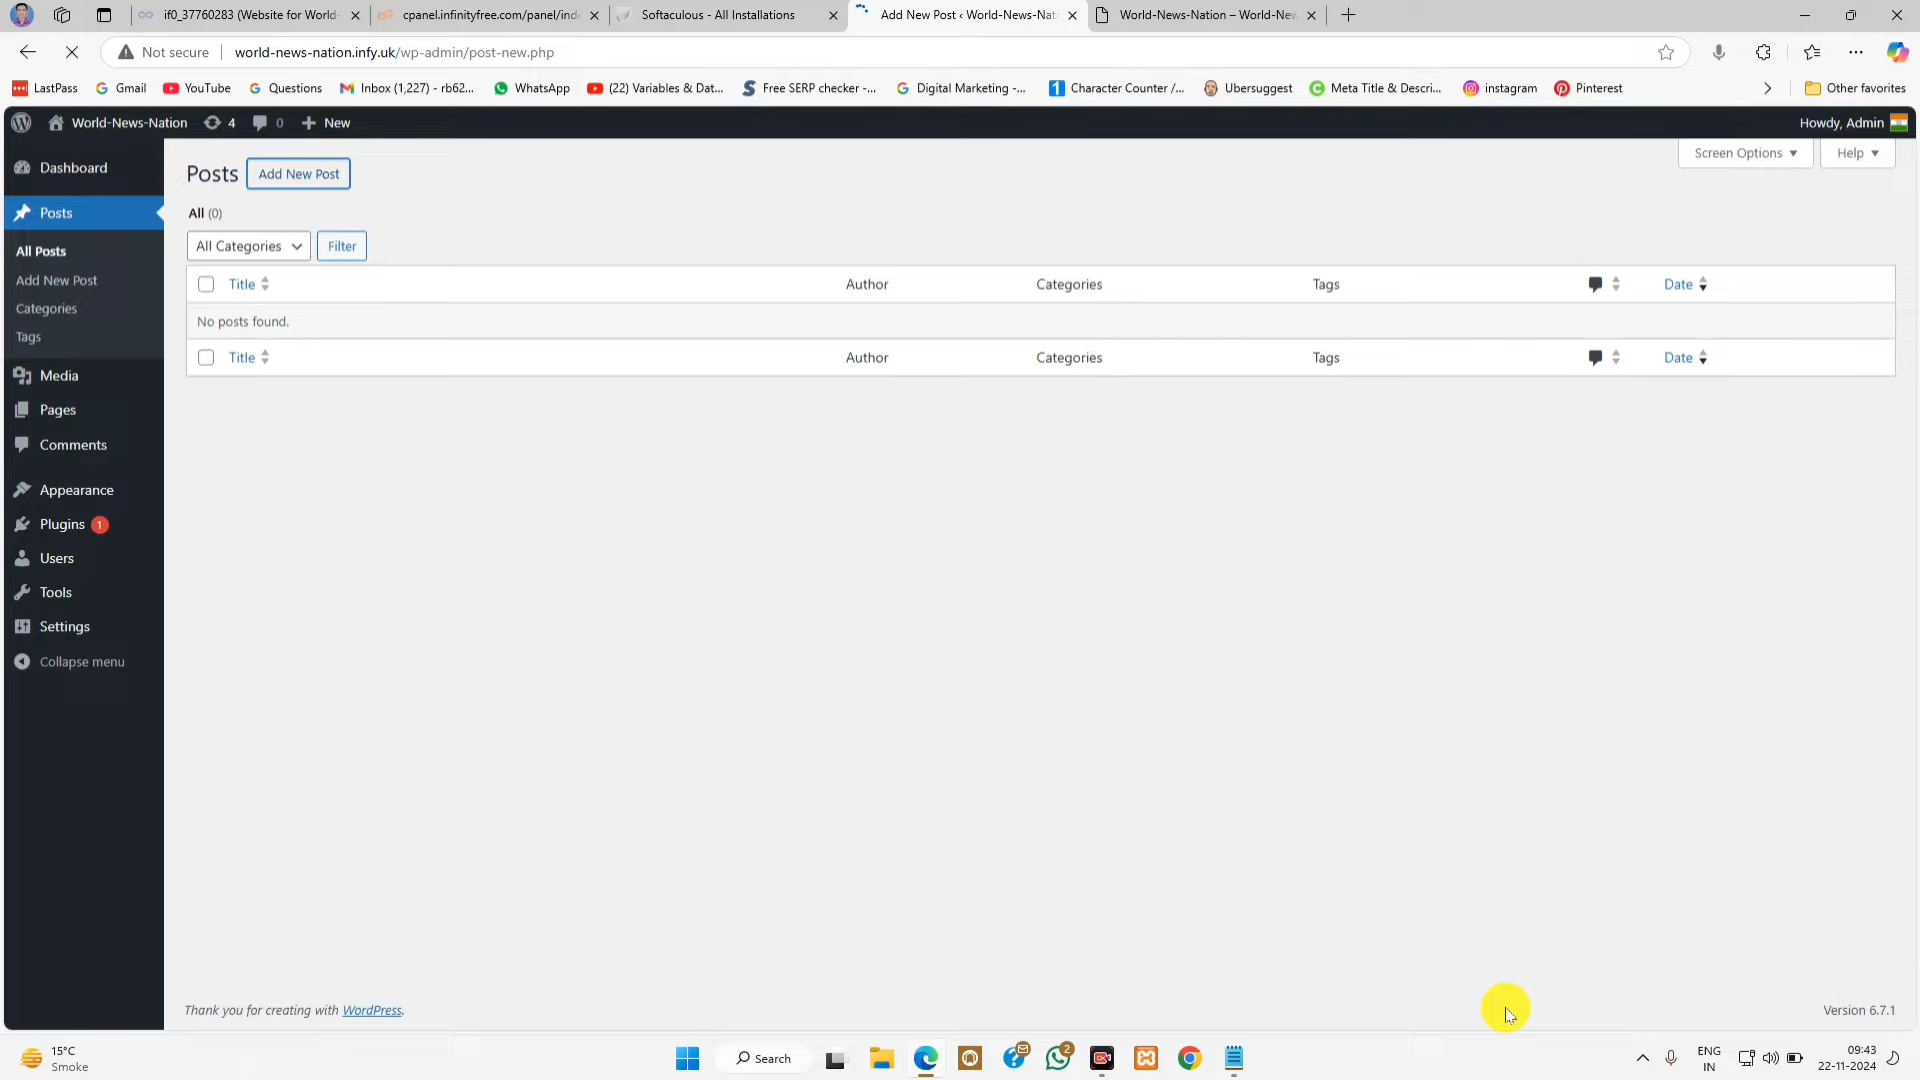 if0_37760283 (Website for World-
cpanel.infinityfree.com/panel/ind
Softaculous - All Installations
Add New Post ‹ World-News-Nati
World-News-Nation – World-New
Not secure
world-news-nation.infy.uk/wp-admin/post-new.php
LastPass
Gmail
YouTube
Questions
Inbox (1,227) - rb62...
WhatsApp
(22) Variables & Dat...
Free SERP checker -...
Digital Marketing -...
Character Counter /...
Ubersuggest
Meta Title & Descri...
instagram
Pinterest
Other favorites
World-News-Nation
4
0
New
Howdy, Admin
Dashboard
Posts
All Posts
Add New Post
Categories
Tags
Media
Pages
Comments
Appearance
Plugins 1
Users
Tools
Settings
Collapse menu
Screen Options
Help
Posts
Add New Post
All (0)
All Categories
Filter
Title
Author
Categories
Tags
Date
No posts found.
Title
Author
Categories
Tags
Date
Thank you for creating with WordPress.
Version 6.7.1
15°C
Smoke
Search
2
ENG
IN
09:43
22-11-2024